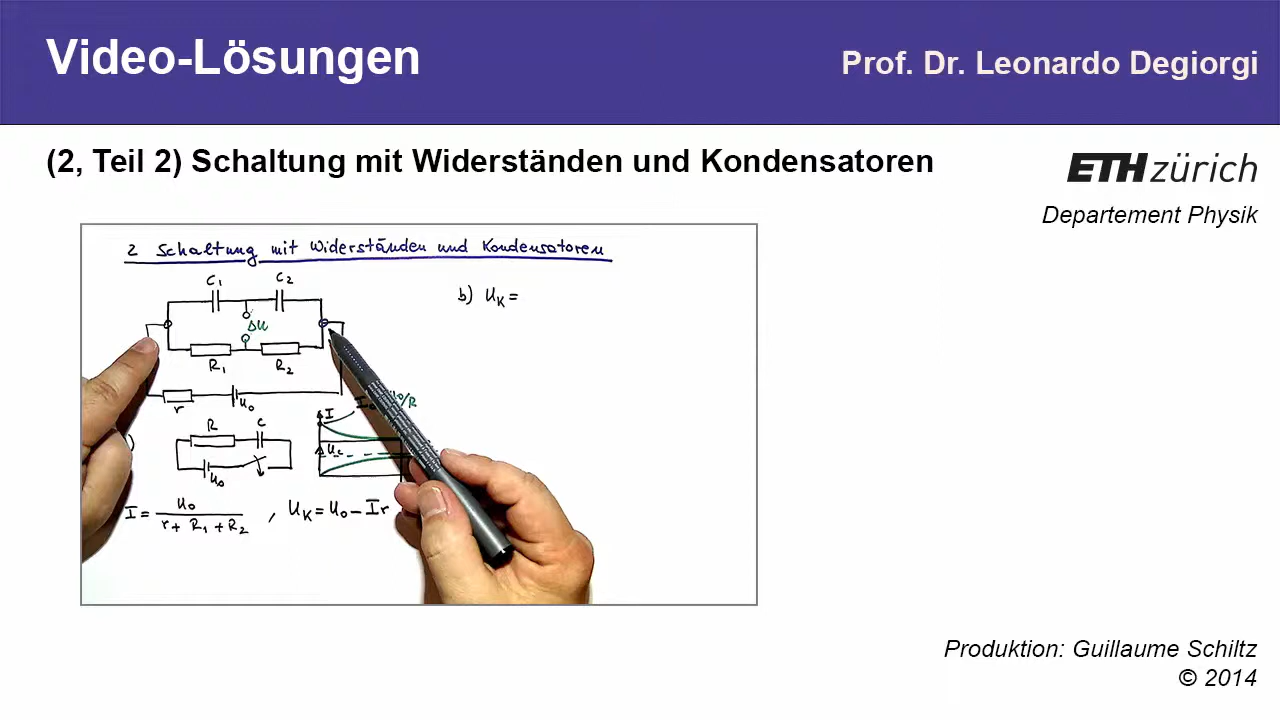 Video-Lösungen
Prof. Dr. Leonardo Degiorgi
(2, Teil 2) Schaltung mit Widerständen und Kondensatoren
ETH zürich
Departement Physik
2 Schaltung mit Widerständen und Kondensatoren
C1 C2
b) UK =
ΔU
R1 R2
r U0
/R
I
R C
U2
U0
I = U0 / r + R1 + R2 , UK = U0 - Ir
Produktion: Guillaume Schiltz
© 2014